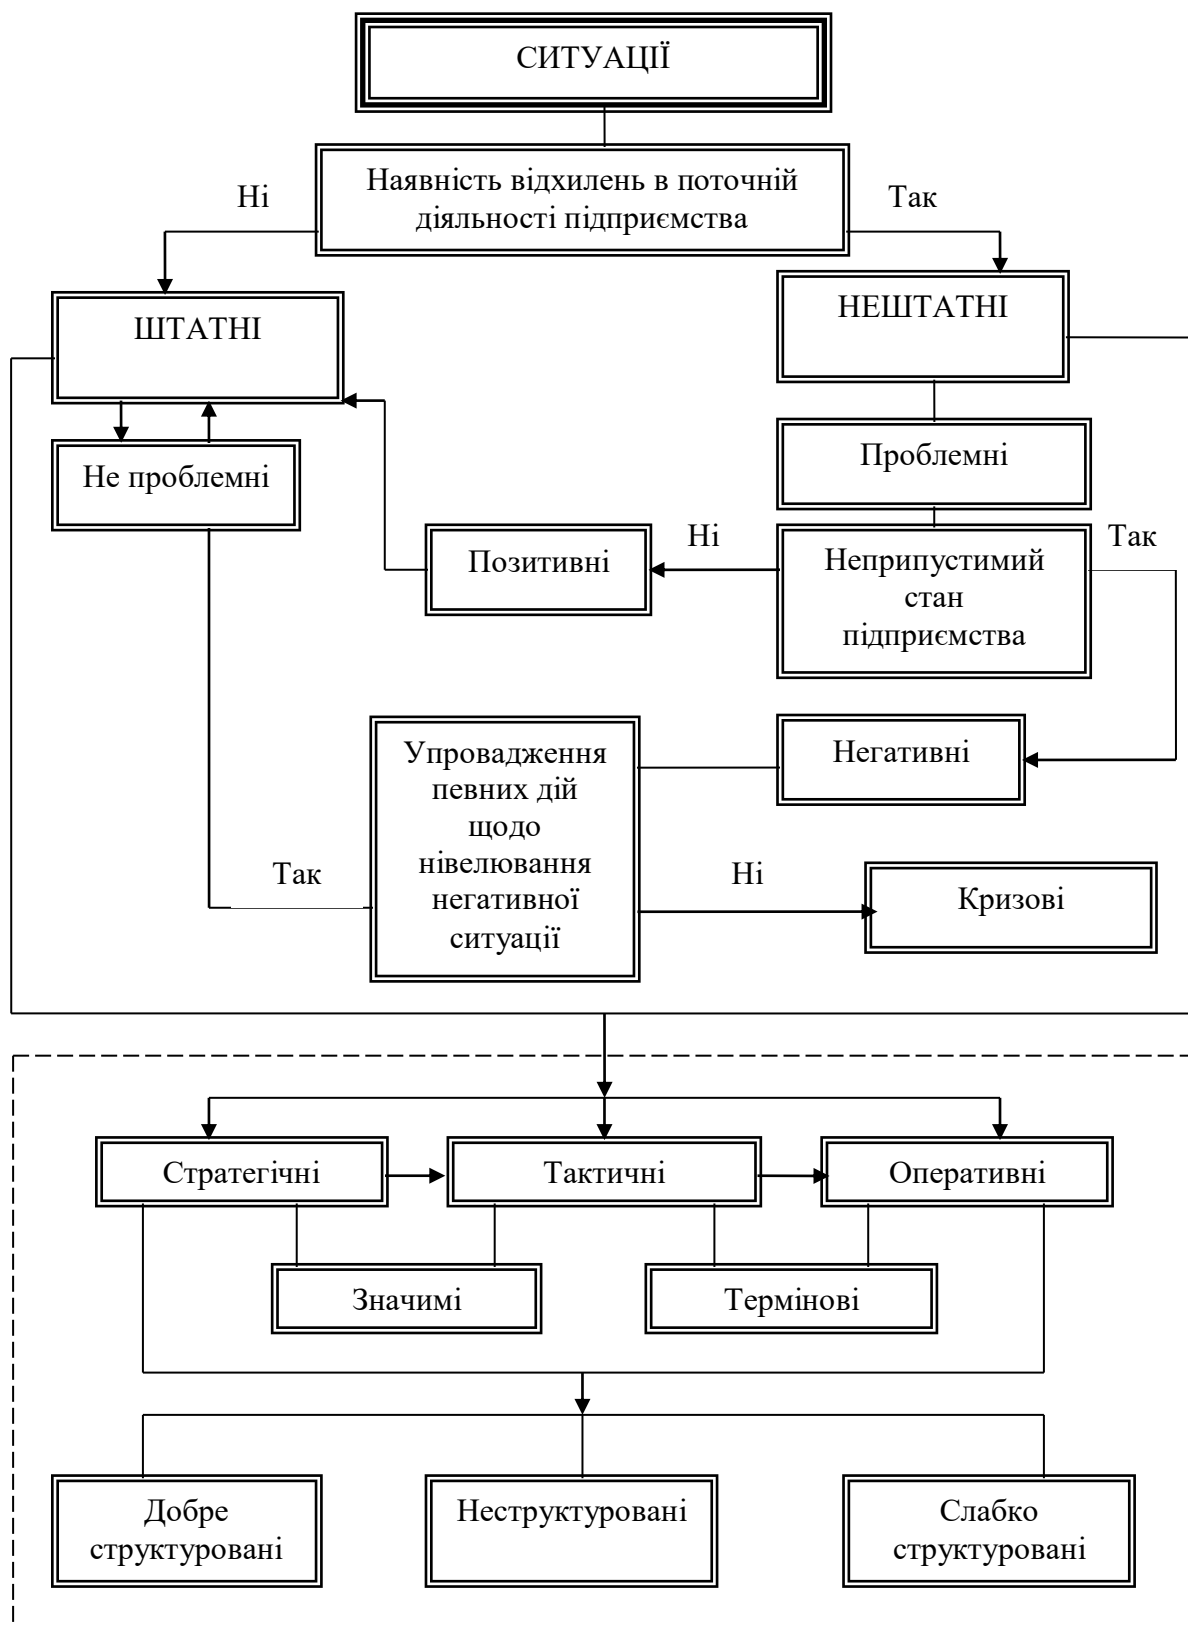 СИТУАЦІЇ
Наявність відхилень в поточній
діяльності підприємства
Ні
Так
ШТАТНІ
НЕШТАТНІ
Не проблемні
Проблемні
Позитивні
Ні
Неприпустимий
стан
підприємства
Так
Упровадження
певних дій
щодо
нівелювання
негативної
ситуації
Негативні
Так
Ні
Кризові
Стратегічні
Тактичні
Оперативні
Значимі
Термінові
Добре
структуровані
Неструктуровані
Слабко
структуровані